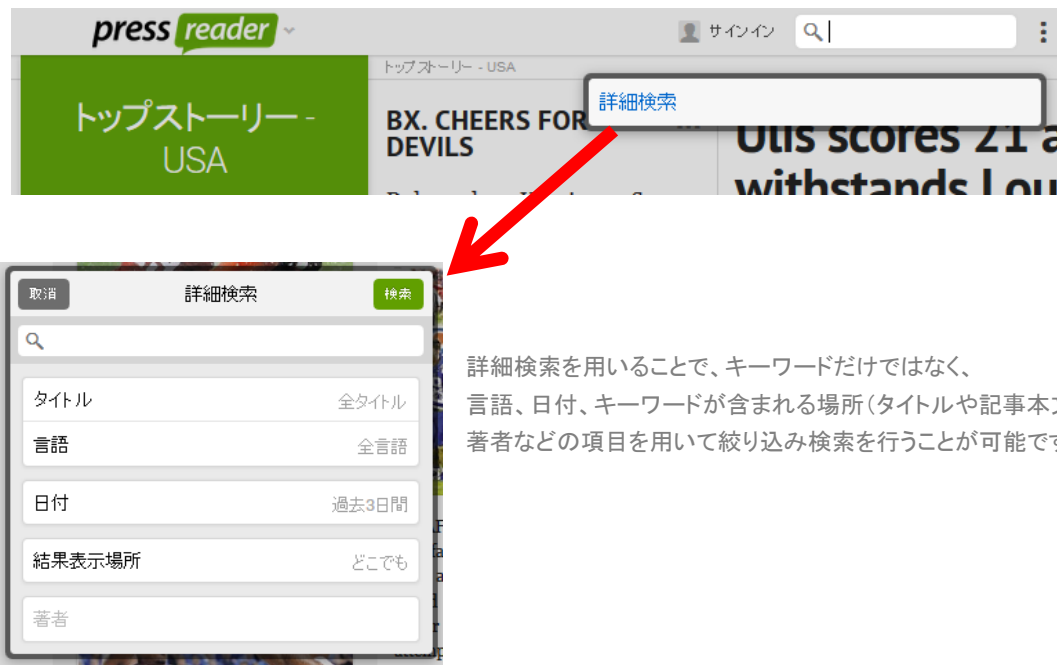 press reader
サインイン
トップストーリー - USA
詳細検索
トップストーリー -
USA
BX. CHEERS FOR
DEVILS
Ulis scores 21 a
withstands Lou
取消 詳細検索 検索
タイトル 全タイトル
言語 全言語
日付 過去3日間
結果表示場所 どこでも
著者
詳細検索を用いることで、キーワードだけではなく、
言語、日付、キーワードが含まれる場所(タイトルや記事本
著者などの項目を用いて絞り込み検索を行うことが可能で